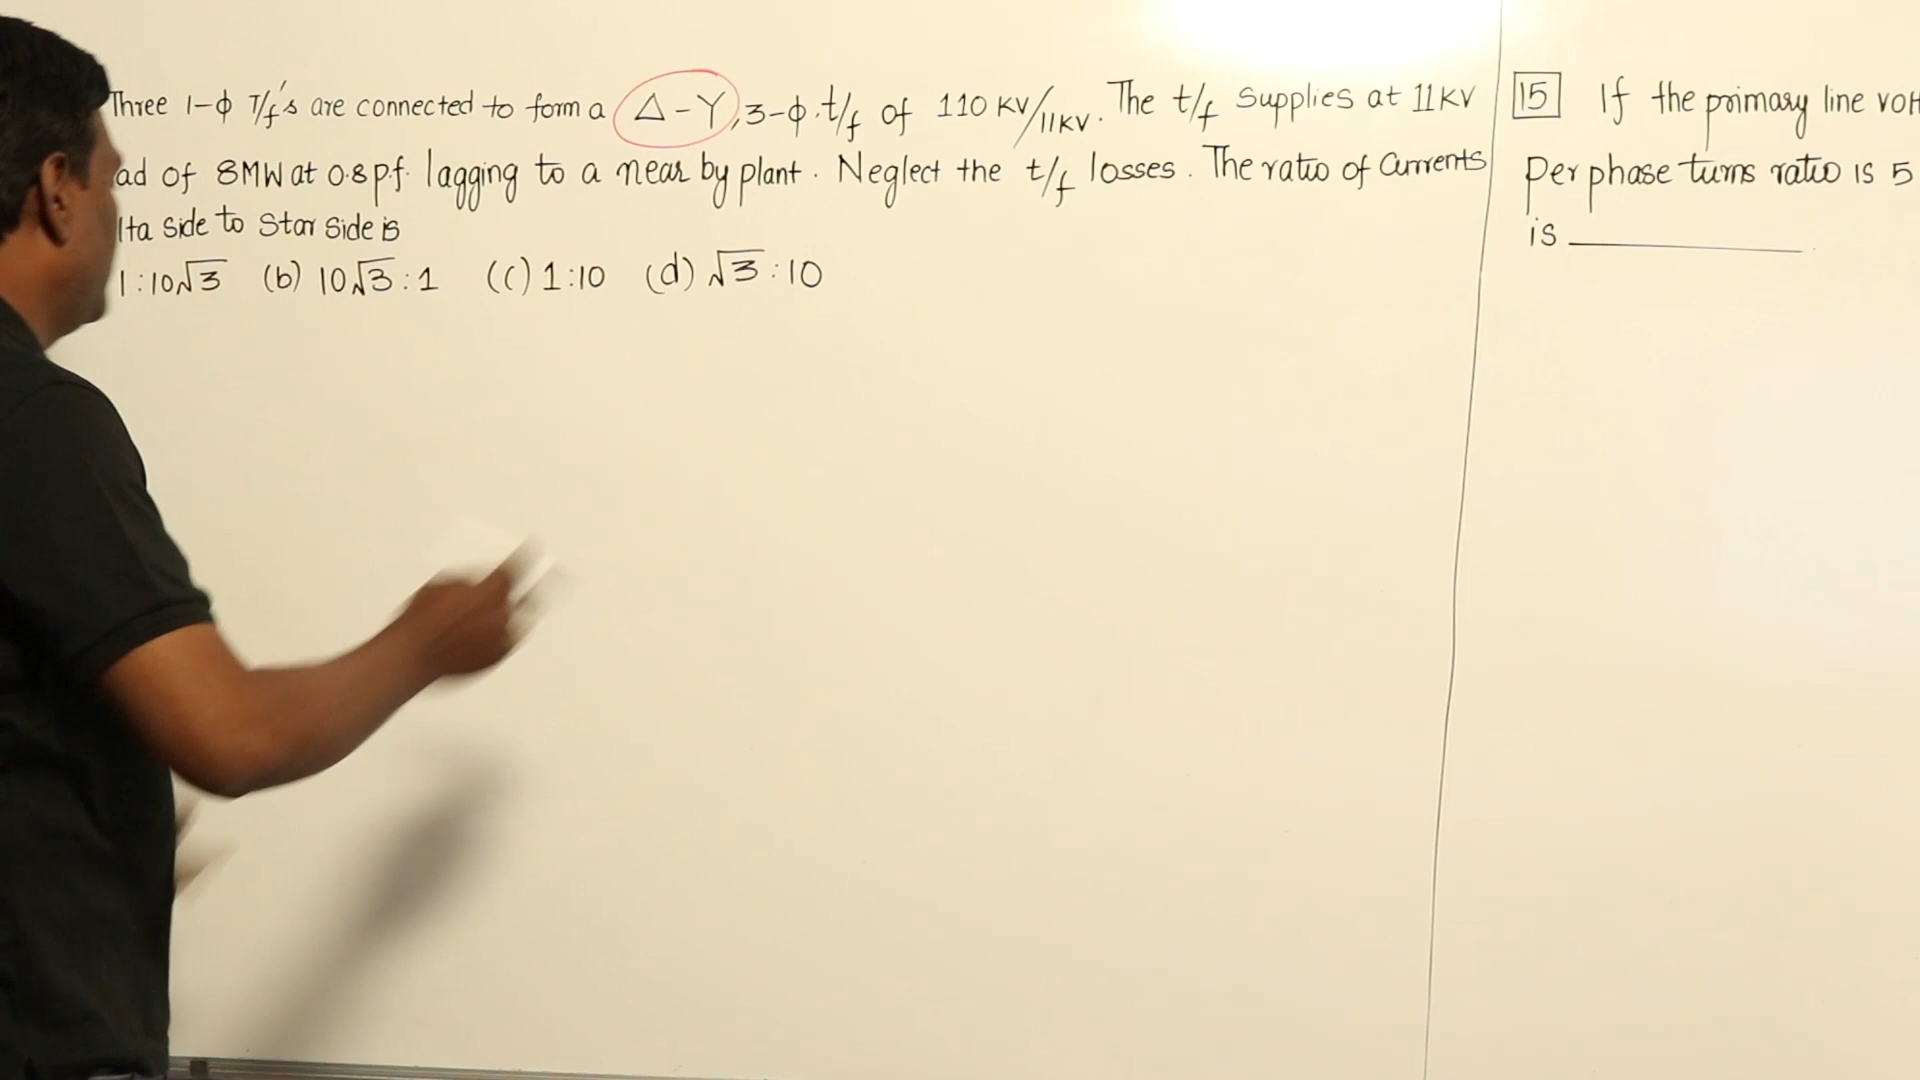 Three 1-ϕ T/f's are connected to form a Δ-Y, 3-ϕ t/f of 110 KV/11KV. The t/f supplies at 11KV
ad of 8MW at 0.8 p.f. lagging to a near by plant. Neglect the t/f losses. The ratio of currents
lta side to Star side is
1:10√3 (b) 10√3:1 (c) 1:10 (d) √3:10
15 If the primary line volt
per phase turns ratio is 5
is ____________